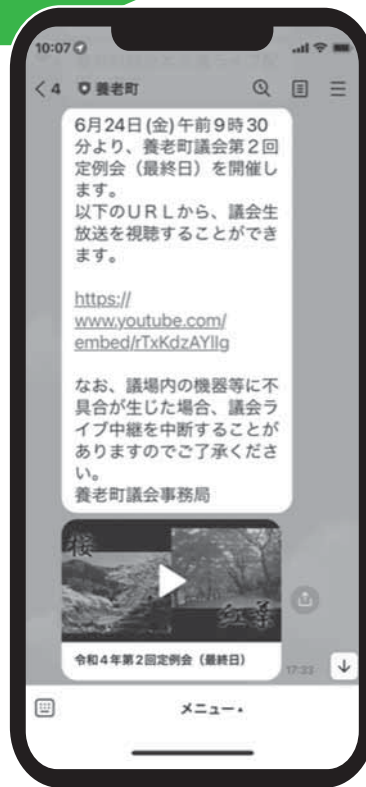 10:07
4 養老町
6月24日(金)午前9時30
分より、養老町議会第2回
定例会（最終日）を開催し
ます。
以下のＵＲＬから、議会生
放送を視聴することができ
ます。
https://
www.youtube.com/
embed/rTxKdzAYlIg
なお、議場内の機器等に不
具合が生じた場合、議会ラ
イブ中継を中断することが
ありますのでご了承くださ
い。
養老町議会事務局
桜
紅葉
令和4年第2回定例会（最終日）
17:33
メニュー